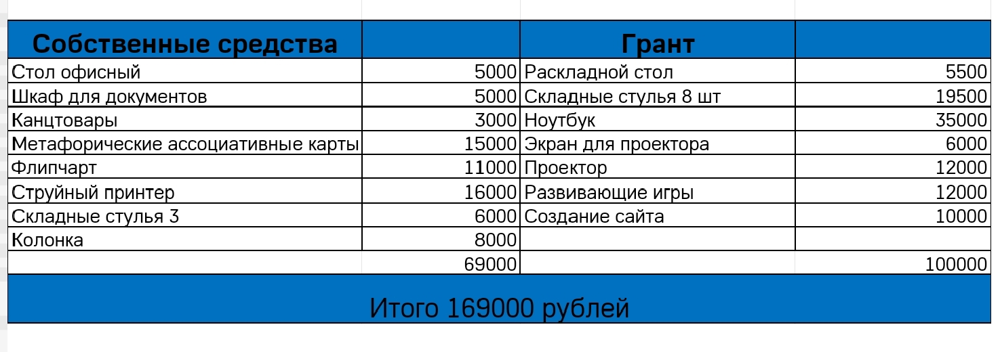 Собственные средства Грант
Стол офисный 5000 Раскладной стол 5500
Шкаф для документов 5000 Складные стулья 8 шт 19500
Канцтовары 3000 Ноутбук 35000
Метафорические ассоциативные карты 15000 Экран для проектора 6000
Флипчарт 11000 Проектор 12000
Струйный принтер 16000 Развивающие игры 12000
Складные стулья 3 6000 Создание сайта 10000
Колонка 8000
69000 100000
Итого 169000 рублей